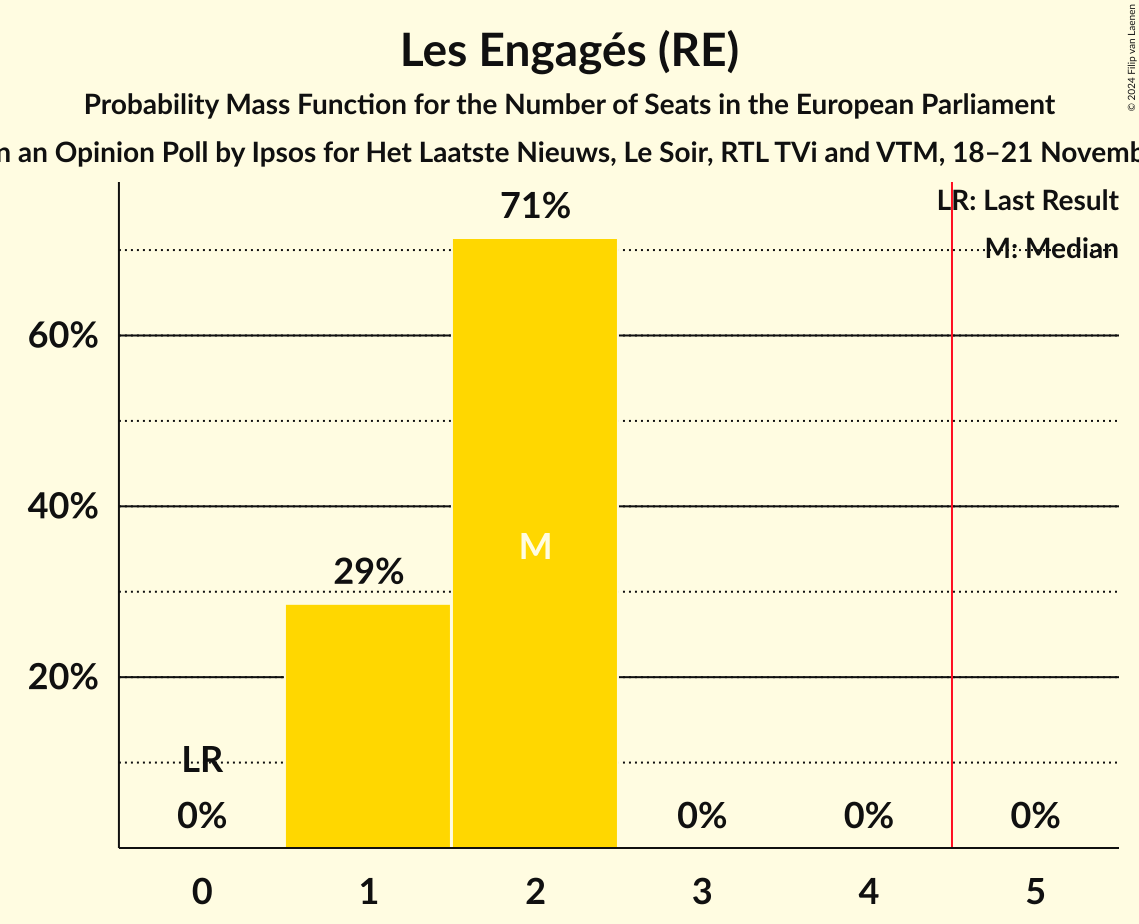 Les Engagés (RE)
Probability Mass Function for the Number of Seats in the European Parliament
an Opinion Poll by Ipsos for Het Laatste Nieuws, Le Soir, RTL TVi and VTM, 18–21
© 2024 Filip van Laenen
LR: Last Result
M: Median
71%
60%
40%
M
29%
20%
LR
0%
0%
0%
0%
0 1 2 3 4 5